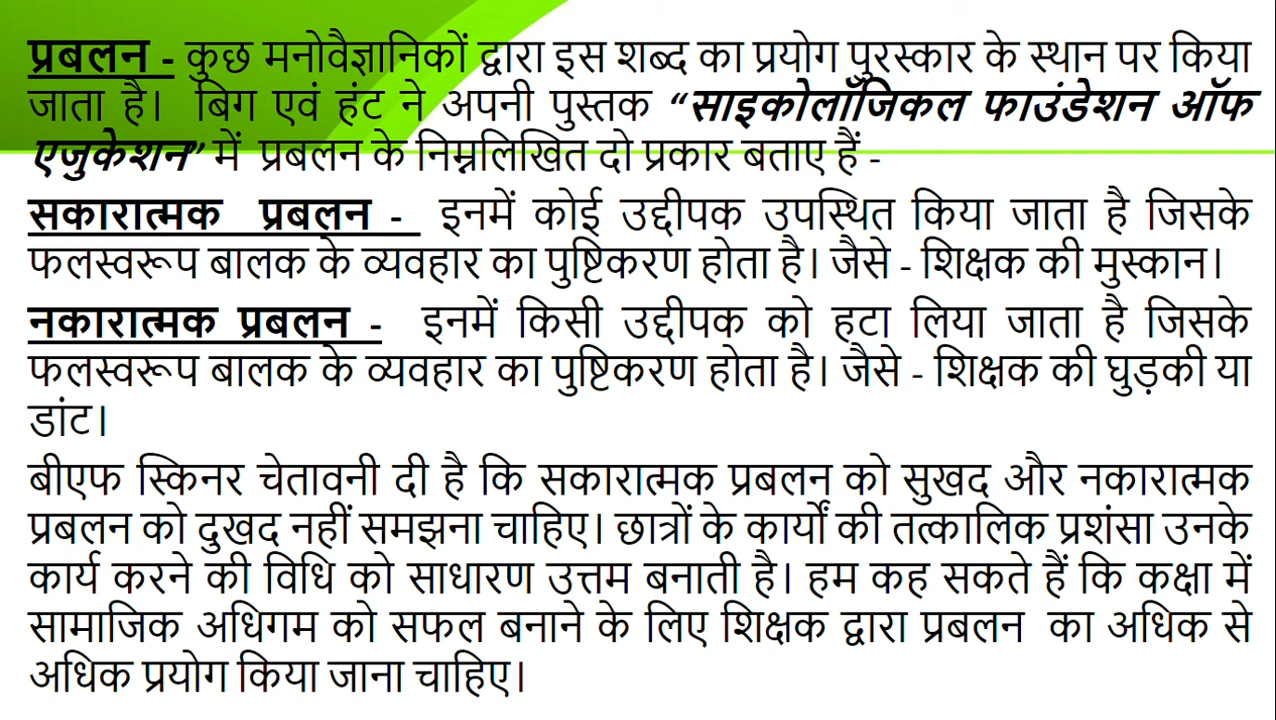 प्रबलन - कुछ मनोवैज्ञानिकों द्वारा इस शब्द का प्रयोग पुरस्कार के स्थान पर किया
जाता है। बिग एवं हंट ने अपनी पुस्तक “साइकोलॉजिकल फाउंडेशन ऑफ
एजुकेशन” में प्रबलन के निम्नलिखित दो प्रकार बताए हैं -
सकारात्मक प्रबलन - इनमें कोई उद्दीपक उपस्थित किया जाता है जिसके
फलस्वरूप बालक के व्यवहार का पुष्टिकरण होता है। जैसे - शिक्षक की मुस्कान।
नकारात्मक प्रबलन - इनमें किसी उद्दीपक को हटा लिया जाता है जिसके
फलस्वरूप बालक के व्यवहार का पुष्टिकरण होता है। जैसे - शिक्षक की घुड़की या
डांट।
बीएफ स्किनर चेतावनी दी है कि सकारात्मक प्रबलन को सुखद और नकारात्मक
प्रबलन को दुखद नहीं समझना चाहिए। छात्रों के कार्यों की तत्कालिक प्रशंसा उनके
कार्य करने की विधि को साधारण उत्तम बनाती है। हम कह सकते हैं कि कक्षा में
सामाजिक अधिगम को सफल बनाने के लिए शिक्षक द्वारा प्रबलन का अधिक से
अधिक प्रयोग किया जाना चाहिए।